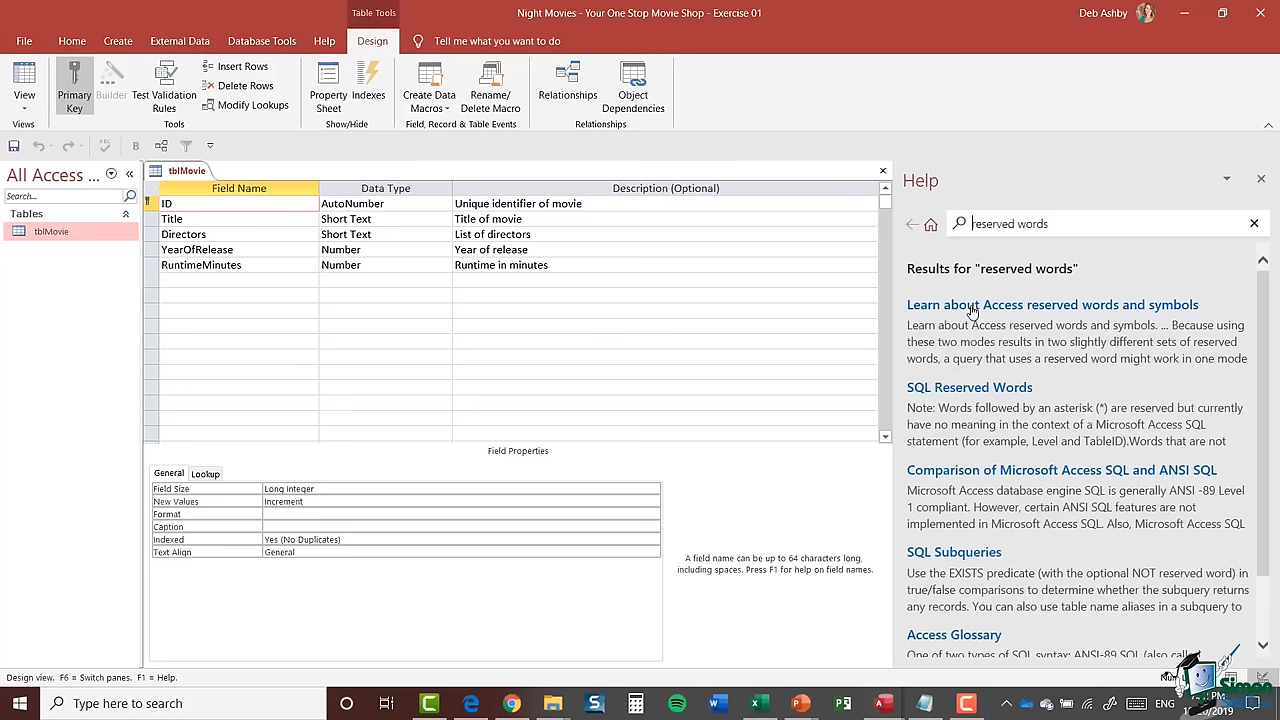 Table Tools
Night Movies - Your One Stop Movie Shop - Exercise 01
Deb Ashby
File
Home
Create
External Data
Database Tools
Help
Design
Tell me what you want to do
View
Primary Key
Builder
Test Validation Rules
Insert Rows
Delete Rows
Modify Lookups
Property Sheet
Indexes
Create Data Macros
Rename/ Delete Macro
Relationships
Object Dependencies
Views
Tools
Show/Hide
Field, Record & Table Events
Relationships
ABC
B
All Access ...
Search...
Tables
tblMovie
tblMovie
Field Name Data Type Description (Optional)
ID AutoNumber Unique identifier of movie
Title Short Text Title of movie
Directors Short Text List of directors
YearOfRelease Number Year of release
RuntimeMinutes Number Runtime in minutes
Field Properties
General Lookup
Field Size Long Integer
New Values Increment
Format
Caption
Indexed Yes (No Duplicates)
Text Align General
A field name can be up to 64 characters long,
including spaces. Press F1 for help on field names.
Help
reserved words
Results for "reserved words"
Learn about Access reserved words and symbols
Learn about Access reserved words and symbols. ... Because using
these two modes results in two slightly different sets of reserved
words, a query that uses a reserved word might work in one mode
SQL Reserved Words
Note: Words followed by an asterisk (*) are reserved but currently
have no meaning in the context of a Microsoft Access SQL
statement (for example, Level and TableID).Words that are not
Comparison of Microsoft Access SQL and ANSI SQL
Microsoft Access database engine SQL is generally ANSI -89 Level
1 compliant. However, certain ANSI SQL features are not
implemented in Microsoft Access SQL. Also, Microsoft Access SQL
SQL Subqueries
Use the EXISTS predicate (with the optional NOT reserved word) in
true/false comparisons to determine whether the subquery returns
any records. You can also use table name aliases in a subquery to
Access Glossary
One of two types of SQL syntax: ANSI-89 SQL (also
Design view. F6 = Switch panes. F1 = Help.
Type here to search
ENG
PM
/2019
Simon